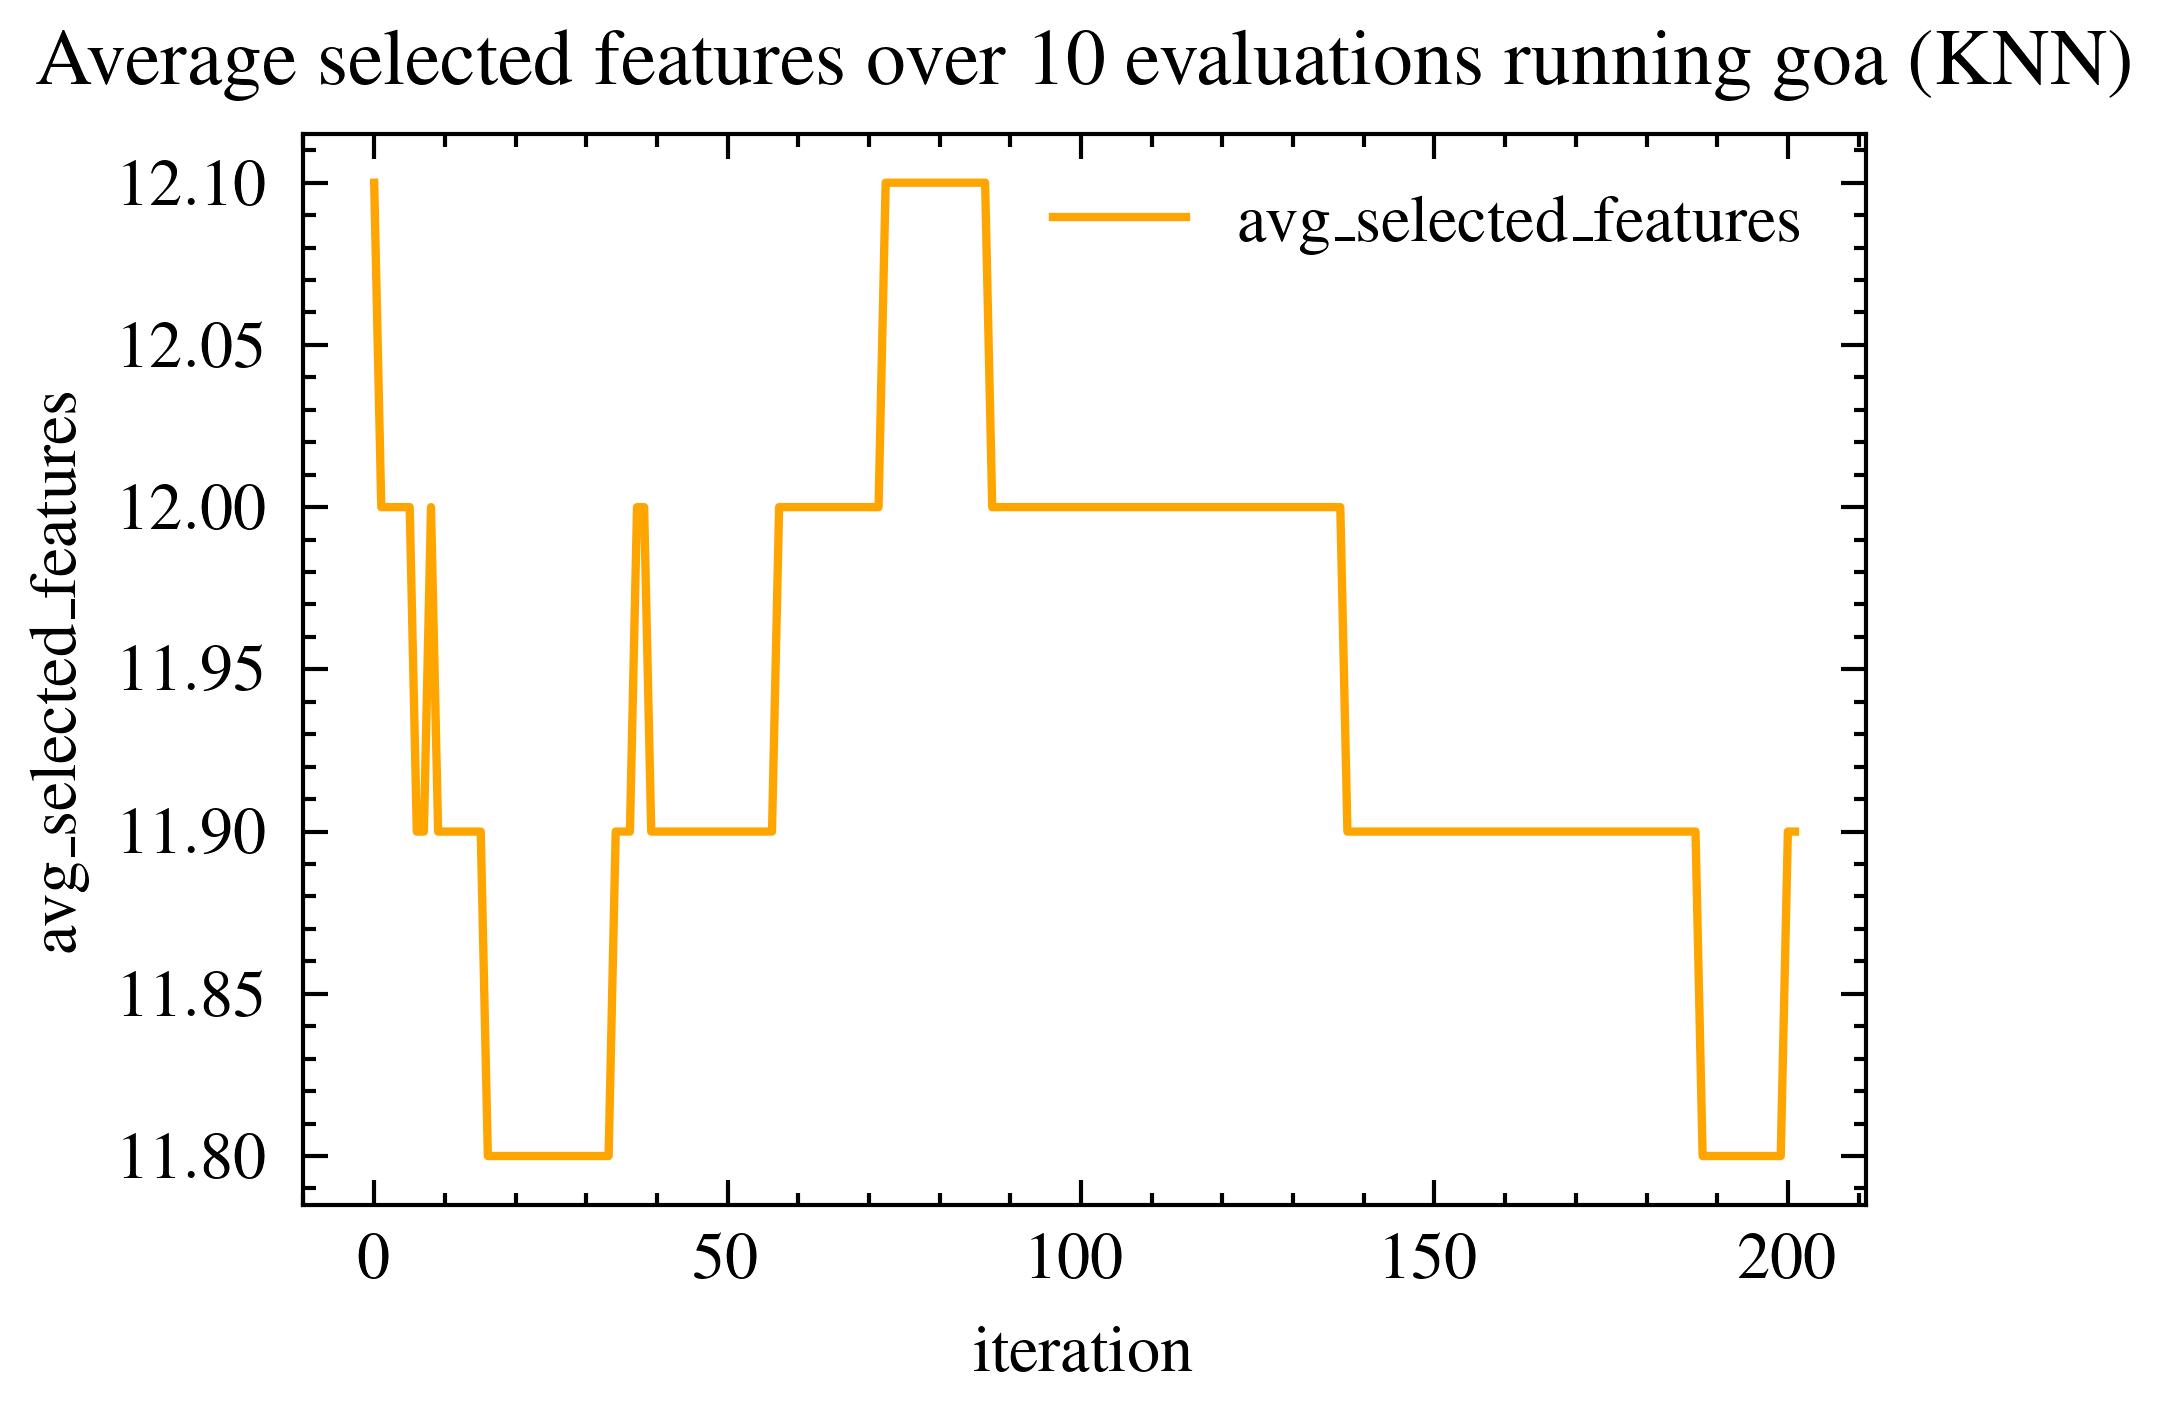 Average selected features over 10 evaluations running goa (KNN)
avg_selected_features
12.10
12.05
12.00
11.95
11.90
11.85
11.80
avg_selected_features
0 50 100 150 200
iteration